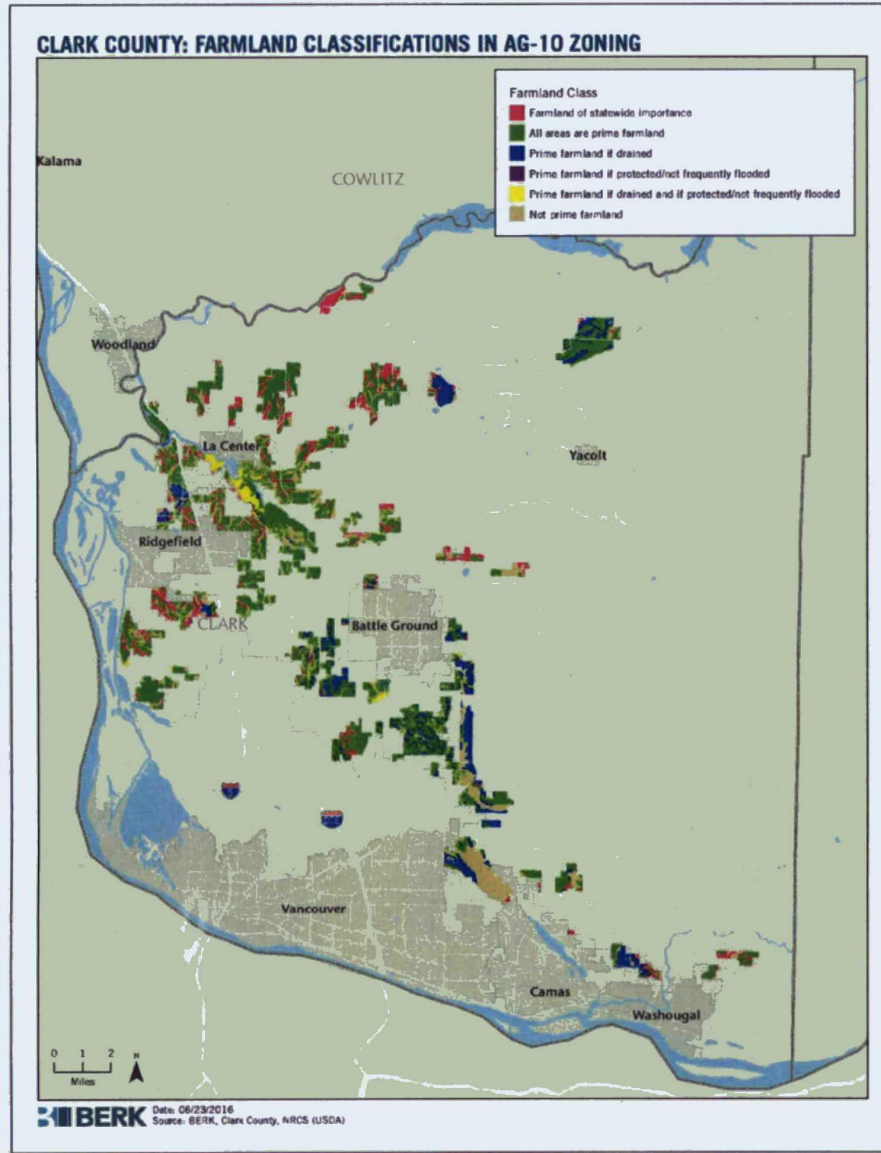 CLARK COUNTY: FARMLAND CLASSIFICATIONS IN AG-10 ZONING
Farmland Class
Farmland of statewide importance
All areas are prime farmland
Prime farmland if drained
Prime farmland if protected/not frequently flooded
Prime farmland if drained and if protected/not frequently flooded
Not prime farmland
Kalama
COWLITZ
Woodland
La Center
Yacolt
Ridgefield
CLARK
Battle Ground
Vancouver
Camas
Washougal
0 1 2
Miles
N
BERK
Date: 06/23/2016
Source: BERK, Clark County, NRCS (USDA)